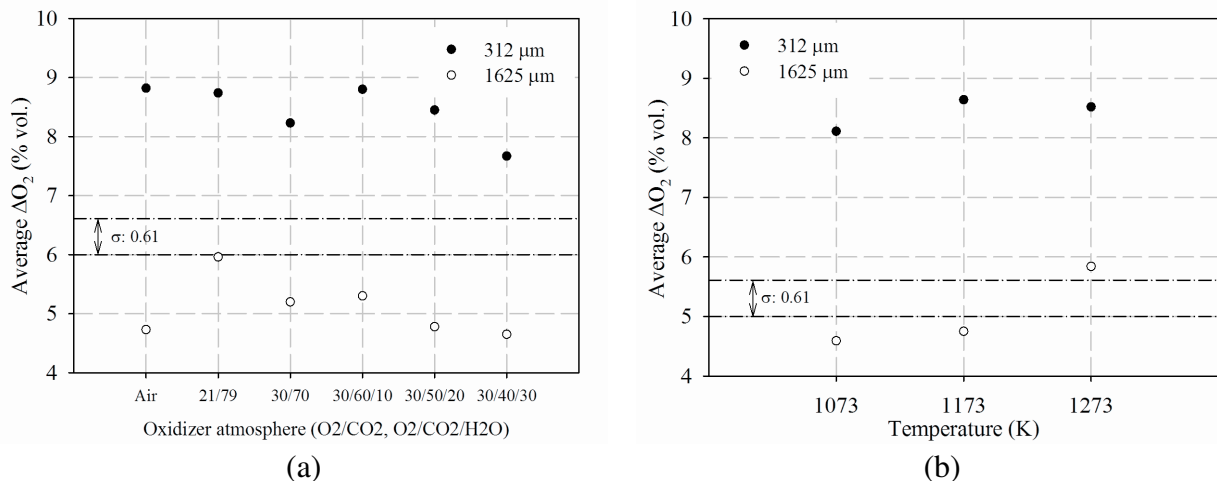 10
9
8
7
6
5
4
Average ΔO₂ (% vol.)
312 μm
1625 μm
σ: 0.61
Air 21/79 30/70 30/60/10 30/50/20 30/40/30
Oxidizer atmosphere (O2/CO2, O2/CO2/H2O)
(a)
10
9
8
7
6
5
4
Average ΔO₂ (% vol.)
312 μm
1625 μm
σ: 0.61
1073 1173 1273
Temperature (K)
(b)